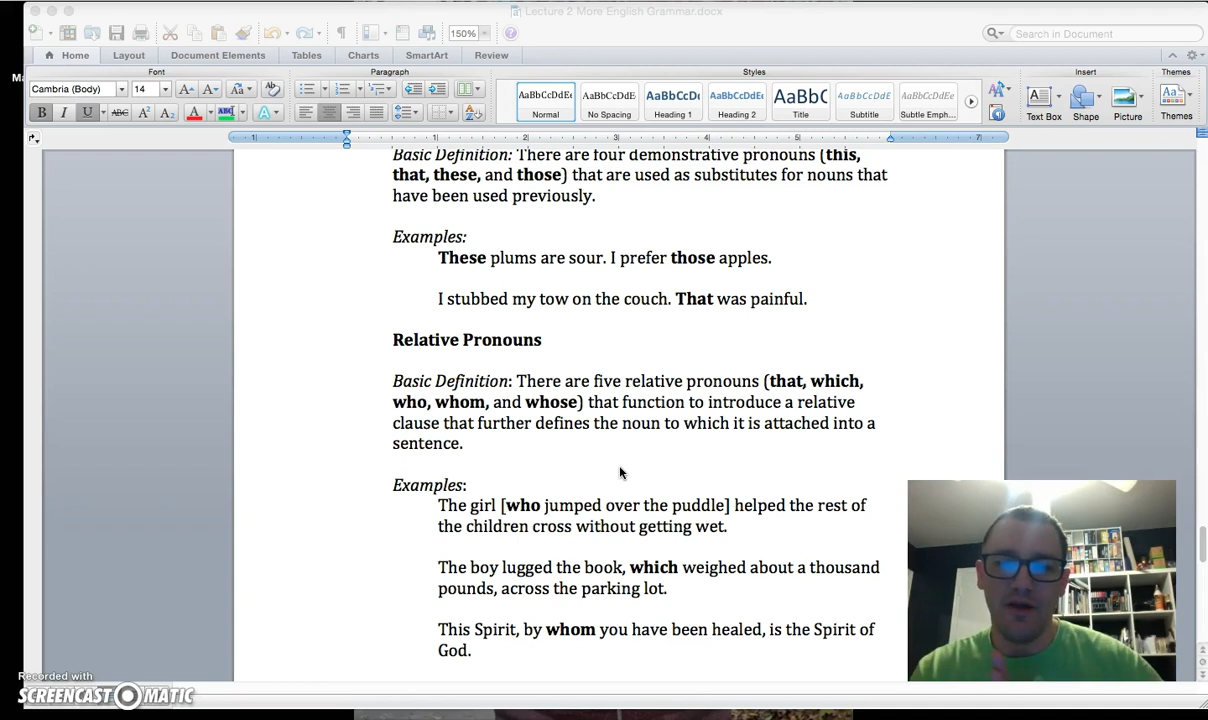 Lecture 2 More English Grammar.docx
150%
Search in Document
Home Layout Document Elements Tables Charts SmartArt Review
Font Paragraph Styles Insert Themes
Cambria (Body) 14
AaBbCcDdEe AaBbCcDdE AaBbCcDc AaBbCcDdEe AaBbC AaBbCcDdE AaBbCcDdE
Normal No Spacing Heading 1 Heading 2 Title Subtitle Subtle Emph... Text Box Shape Picture Themes
Basic Definition: There are four demonstrative pronouns (this,
that, these, and those) that are used as substitutes for nouns that
have been used previously.
Examples:
These plums are sour. I prefer those apples.
I stubbed my tow on the couch. That was painful.
Relative Pronouns
Basic Definition: There are five relative pronouns (that, which,
who, whom, and whose) that function to introduce a relative
clause that further defines the noun to which it is attached into a
sentence.
Examples:
The girl [who jumped over the puddle] helped the rest of
the children cross without getting wet.
The boy lugged the book, which weighed about a thousand
pounds, across the parking lot.
This Spirit, by whom you have been healed, is the Spirit of
God.
Recorded with
SCREENCAST MATIC